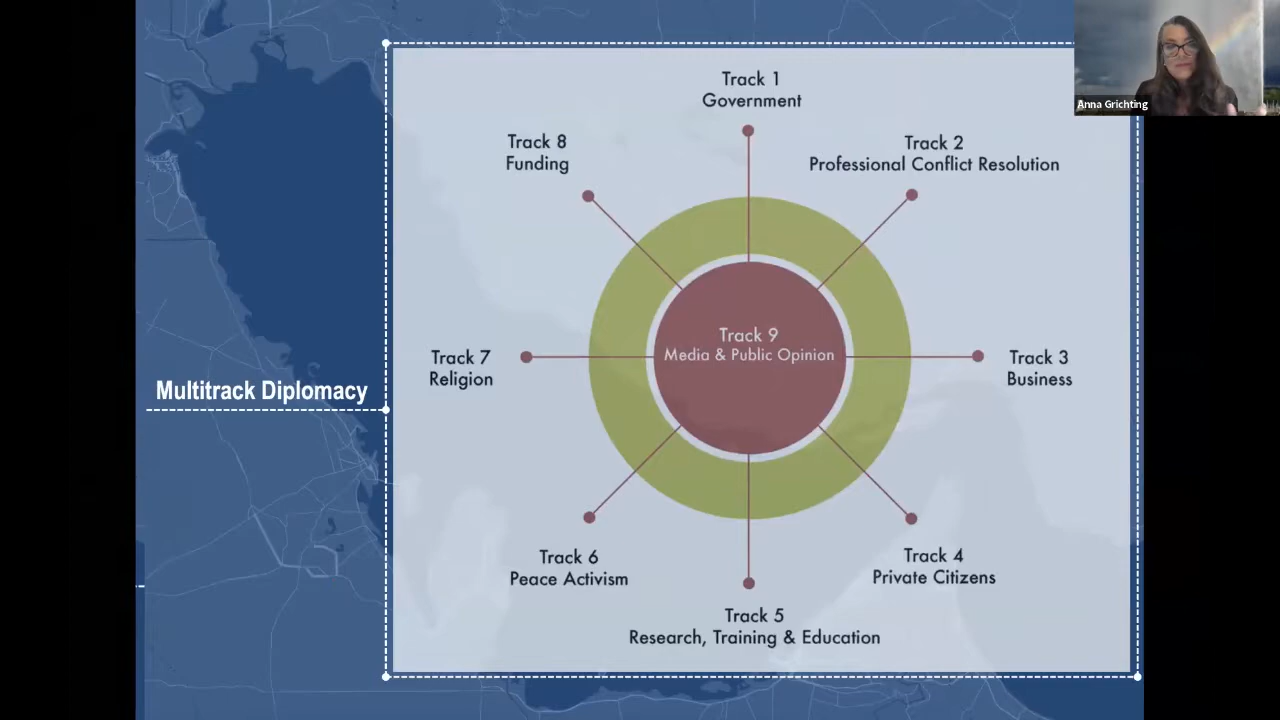 Anna Grichting
Track 1
Government
Track 8
Funding
Track 2
Professional Conflict Resolution
Track 9
Media & Public Opinion
Track 7
Religion
Track 3
Business
Multitrack Diplomacy
Track 6
Peace Activism
Track 4
Private Citizens
Track 5
Research, Training & Education